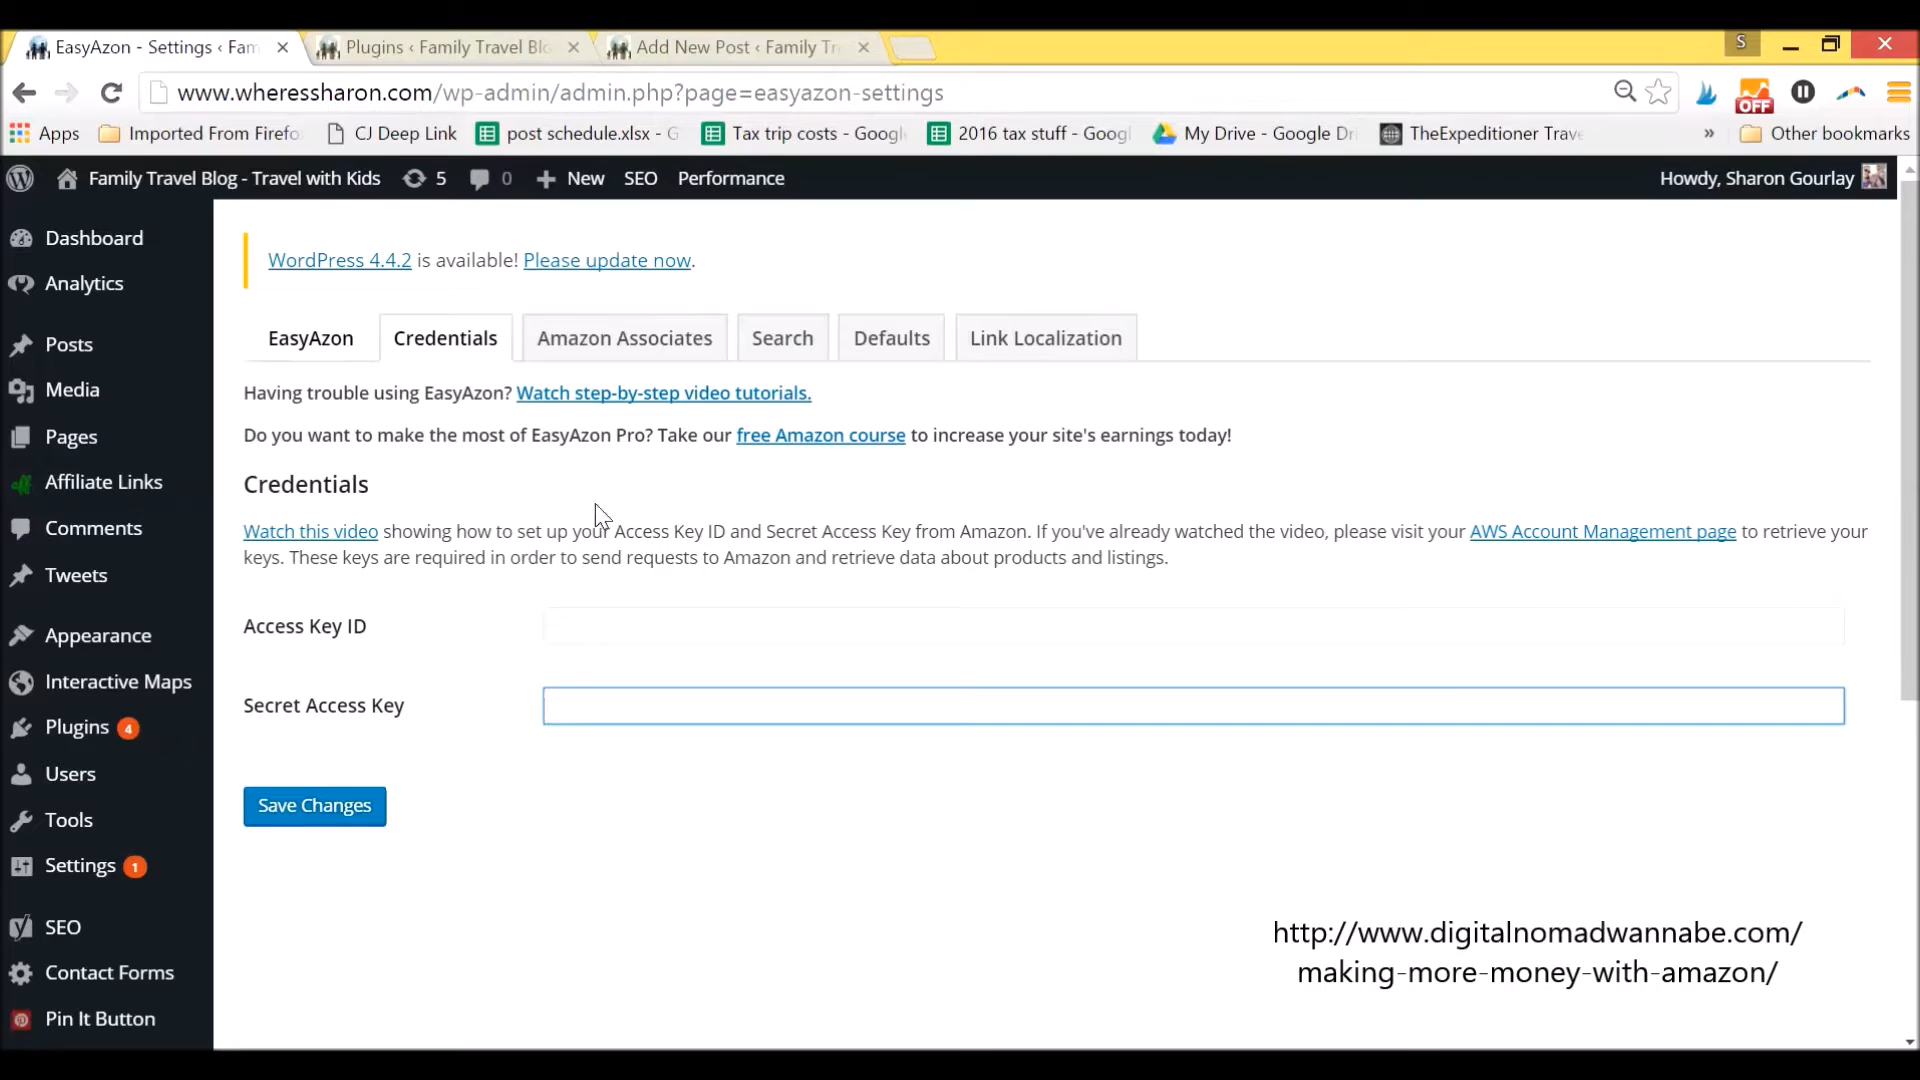 EasyAzon - Settings ‹ Fam
Plugins ‹ Family Travel Blo
Add New Post ‹ Family Tr
S
www.wheressharon.com/wp-admin/admin.php?page=easyazon-settings
OFF
Apps
Imported From Firefo
CJ Deep Link
post schedule.xlsx - G
Tax trip costs - Googl
2016 tax stuff - Googl
My Drive - Google Dri
TheExpeditioner Trave
»
Other bookmarks
Family Travel Blog - Travel with Kids
5
0
New
SEO
Performance
Howdy, Sharon Gourlay
Dashboard
Analytics
Posts
Media
Pages
Affiliate Links
Comments
Tweets
Appearance
Interactive Maps
Plugins 4
Users
Tools
Settings 1
SEO
Contact Forms
Pin It Button
WordPress 4.4.2 is available! Please update now.
EasyAzon
Credentials
Amazon Associates
Search
Defaults
Link Localization
Having trouble using EasyAzon? Watch step-by-step video tutorials.
Do you want to make the most of EasyAzon Pro? Take our free Amazon course to increase your site's earnings today!
Credentials
Watch this video showing how to set up your Access Key ID and Secret Access Key from Amazon. If you've already watched the video, please visit your AWS Account Management page to retrieve your
keys. These keys are required in order to send requests to Amazon and retrieve data about products and listings.
Access Key ID
Secret Access Key
Save Changes
http://www.digitalnomadwannabe.com/
making-more-money-with-amazon/